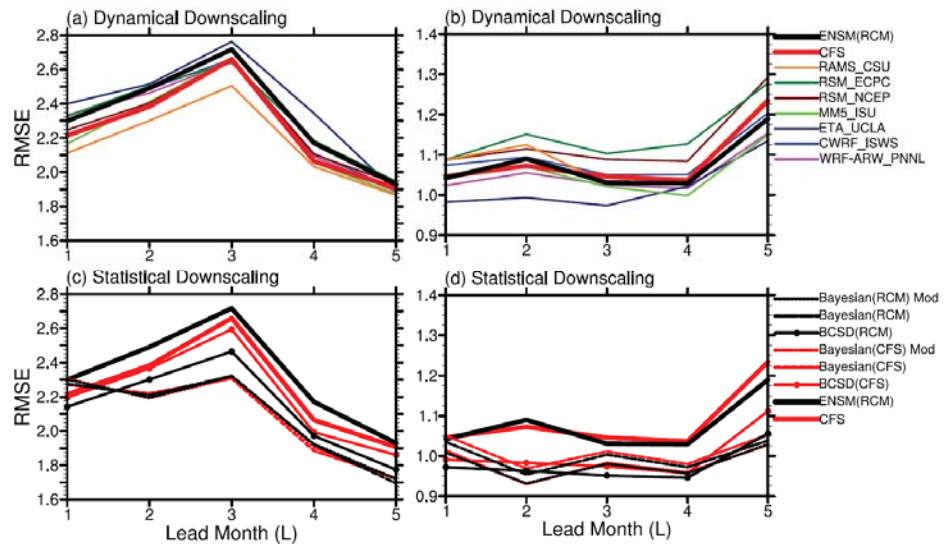 (a) Dynamical Downscaling
(b) Dynamical Downscaling
RMSE
2.8
2.6
2.4
2.2
2.0
1.8
1.6
1
2
3
4
5
1.4
1.3
1.2
1.1
1.0
0.9
1
2
3
4
5
ENSM(RCM)
CFS
RAMS_CSU
RSM_ECPC
RSM_NCEP
MM5_ISU
ETA_UCLA
CWRF_ISWS
WRF-ARW_PNNL
(c) Statistical Downscaling
(d) Statistical Downscaling
RMSE
2.8
2.6
2.4
2.2
2.0
1.8
1.6
1
2
3
4
5
Lead Month (L)
1.4
1.3
1.2
1.1
1.0
0.9
1
2
3
4
5
Lead Month (L)
Bayesian(RCM) Mod
Bayesian(RCM)
BCSD(RCM)
Bayesian(CFS) Mod
Bayesian(CFS)
BCSD(CFS)
ENSM(RCM)
CFS